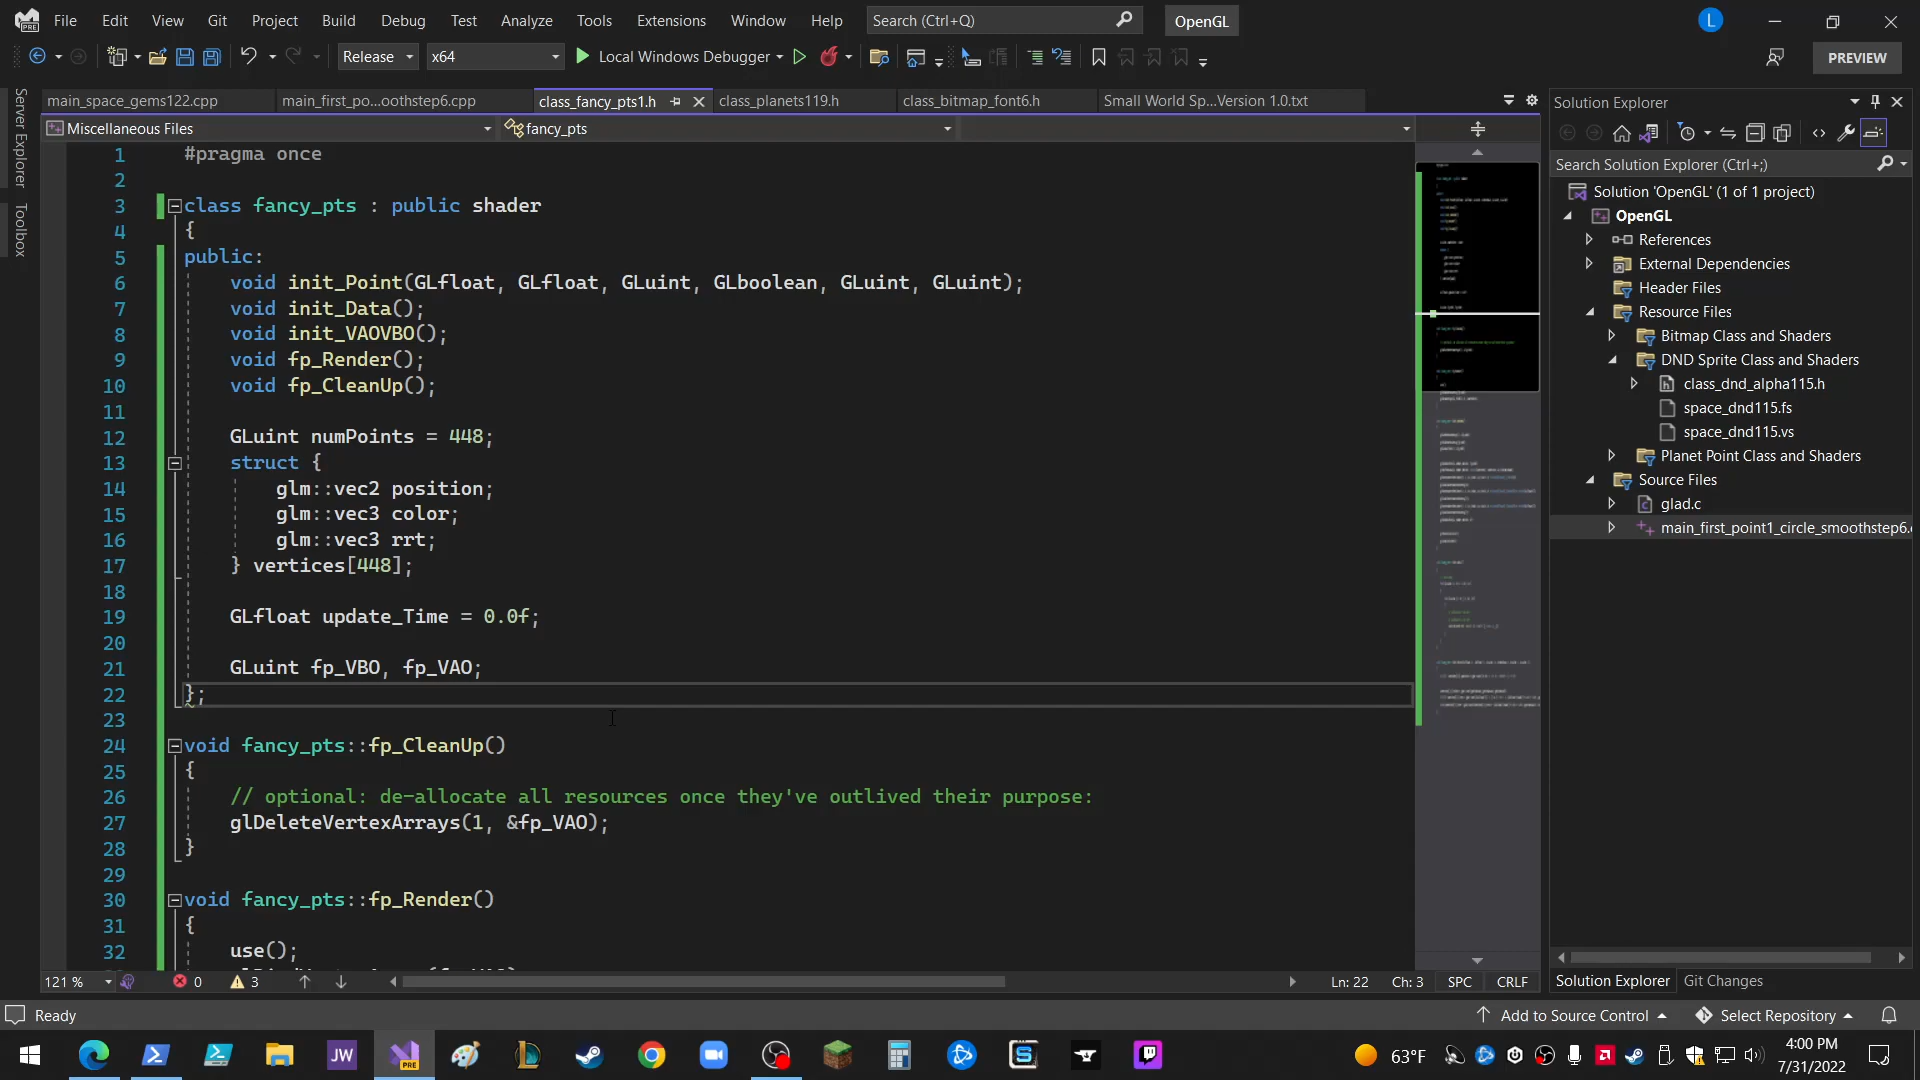 File Edit View Git Project Build Debug Test Analyze Tools Extensions Window Help Search (Ctrl+Q) OpenGL L
Release x64 Local Windows Debugger PREVIEW
Server Explorer
Toolbox
main_space_gems122.cpp main_first_po...oothstep6.cpp class_fancy_pts1.h class_planets119.h class_bitmap_font6.h Small World Sp...Version 1.0.txt
Miscellaneous Files fancy_pts
1 #pragma once
2
3 class fancy_pts : public shader
4 {
5 public:
6 void init_Point(GLfloat, GLfloat, GLuint, GLboolean, GLuint, GLuint);
7 void init_Data();
8 void init_VAOVBO();
9 void fp_Render();
10 void fp_CleanUp();
11
12 GLuint numPoints = 448;
13 struct {
14 glm::vec2 position;
15 glm::vec3 color;
16 glm::vec3 rrt;
17 } vertices[448];
18
19 GLfloat update_Time = 0.0f;
20
21 GLuint fp_VBO, fp_VAO;
22 };
23
24 void fancy_pts::fp_CleanUp()
25 {
26 // optional: de-allocate all resources once they've outlived their purpose:
27 glDeleteVertexArrays(1, &fp_VAO);
28 }
29
30 void fancy_pts::fp_Render()
31 {
32 use();
121 % 0 3 Ln: 22 Ch: 3 SPC CRLF
Solution Explorer
Search Solution Explorer (Ctrl+;)
Solution 'OpenGL' (1 of 1 project)
OpenGL
References
External Dependencies
Header Files
Resource Files
Bitmap Class and Shaders
DND Sprite Class and Shaders
class_dnd_alpha115.h
space_dnd115.fs
space_dnd115.vs
Planet Point Class and Shaders
Source Files
glad.c
main_first_point1_circle_smoothstep6.
Solution Explorer Git Changes
Ready Add to Source Control Select Repository
PRE JW 63°F 4:00 PM
7/31/2022